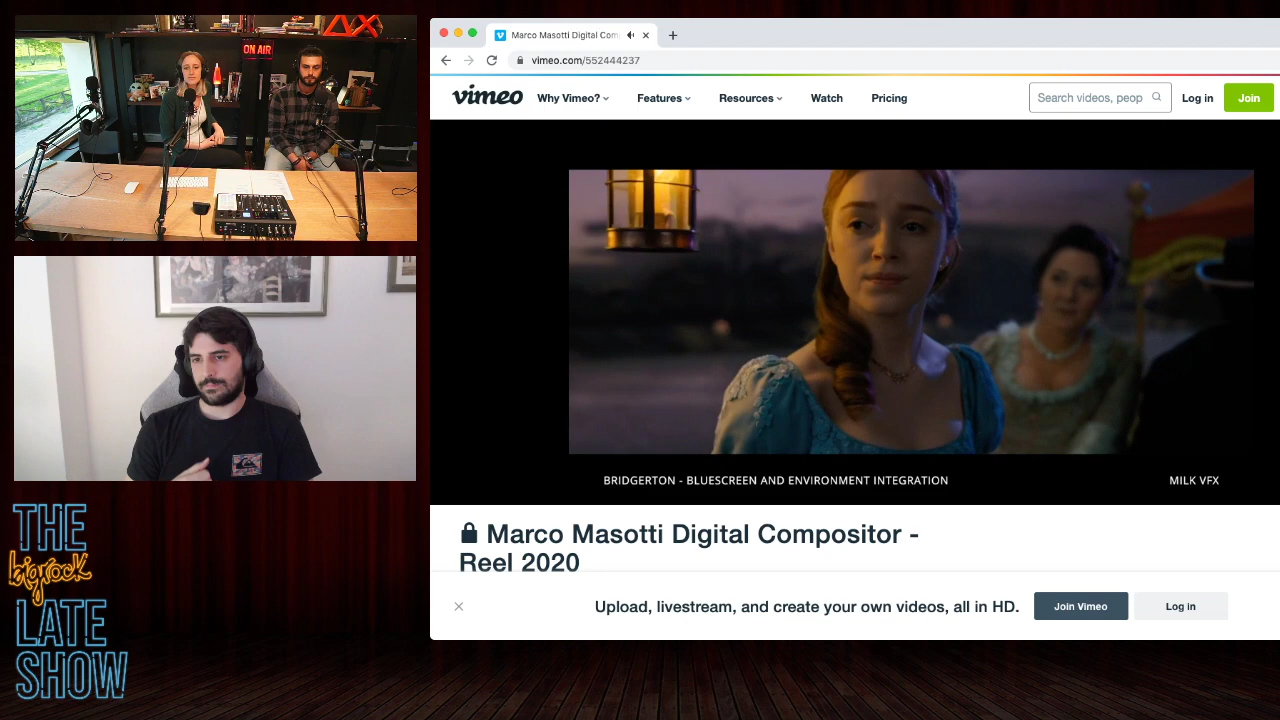 ON AIR
THE
bigrock
LATE
SHOW
Marco Masotti Digital Com
vimeo.com/552444237
vimeo
Why Vimeo?
Features
Resources
Watch
Pricing
Search videos, peop
Log in
Join
BRIDGERTON - BLUESCREEN AND ENVIRONMENT INTEGRATION
MILK VFX
Marco Masotti Digital Compositor -
Reel 2020
Upload, livestream, and create your own videos, all in HD.
Join Vimeo
Log in